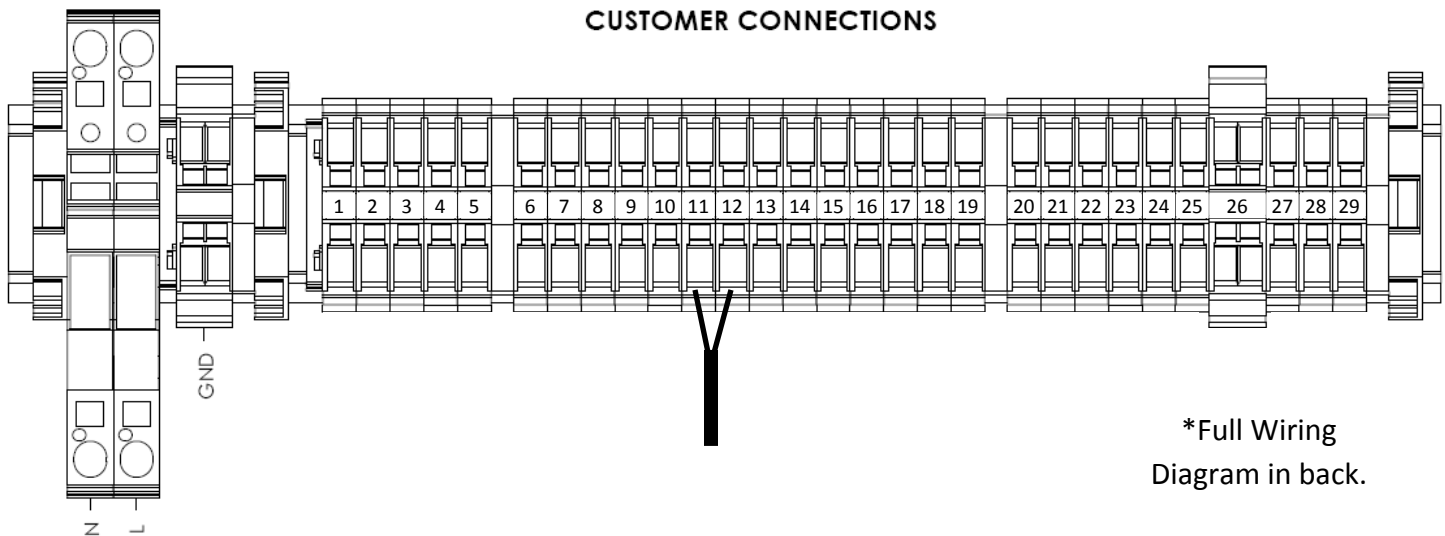 CUSTOMER CONNECTIONS
1 2 3 4 5 6 7 8 9 10 11 12 13 14 15 16 17 18 19 20 21 22 23 24 25 26 27 28 29
GND
*Full Wiring
Diagram in back.
N
L